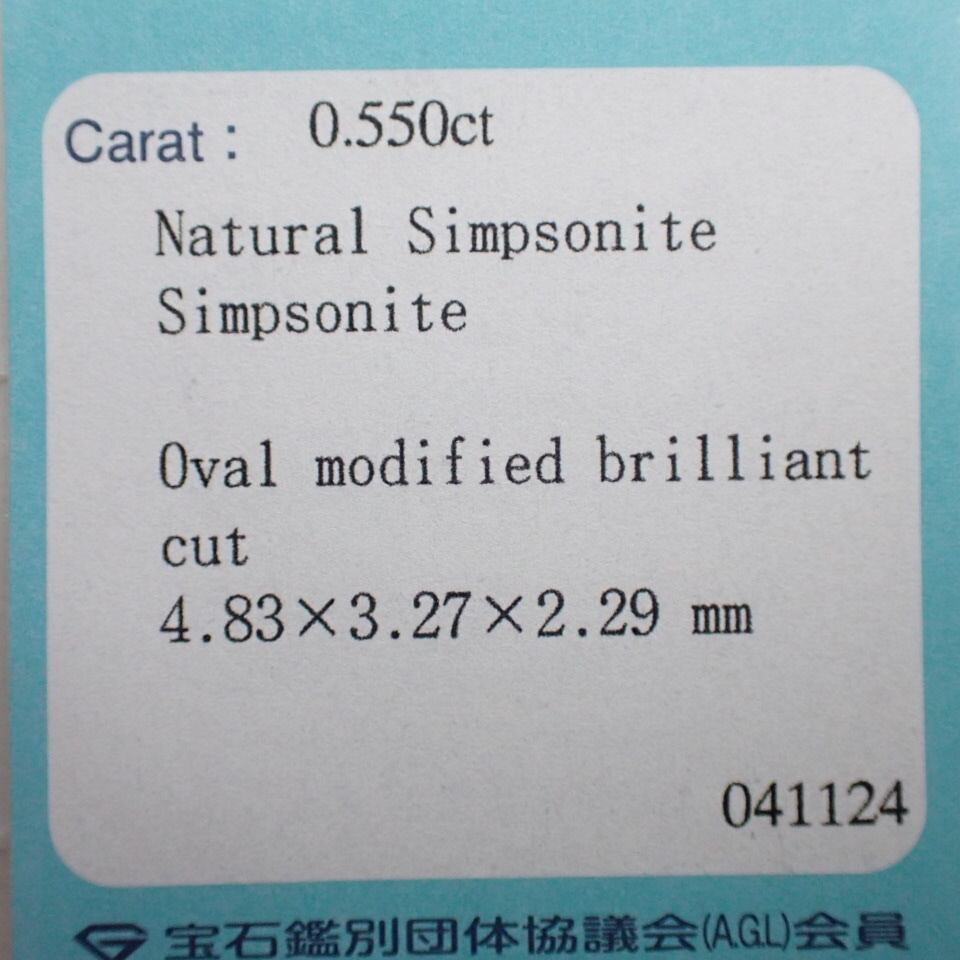 Carat : 0.550ct
Natural Simpsonite
Simpsonite
Oval modified brilliant
cut
4.83×3.27×2.29 mm
041124
宝石鑑別団体協議会(A.G.L)会員